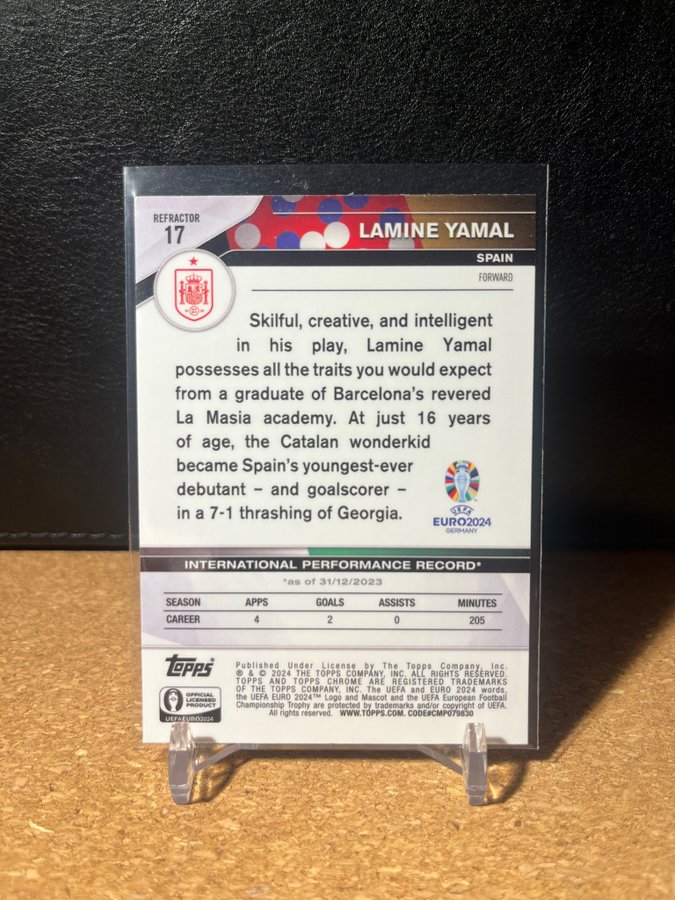 REFRACTOR
17
LAMINE YAMAL
SPAIN
FORWARD
Skilful, creative, and intelligent
in his play, Lamine Yamal
possesses all the traits you would expect
from a graduate of Barcelona's revered
La Masia academy. At just 16 years
of age, the Catalan wonderkid
became Spain's youngest-ever
debutant – and goalscorer –
in a 7-1 thrashing of Georgia.
UEFA
EURO2024
GERMANY
INTERNATIONAL PERFORMANCE RECORD*
*as of 31/12/2023
SEASON APPS GOALS ASSISTS MINUTES
CAREER 4 2 0 205
Topps
OFFICIAL
LICENSED
PRODUCT
UEFAEURO2024
Published Under License by The Topps Company, Inc.
® & © 2024 THE TOPPS COMPANY, INC. ALL RIGHTS RESERVED.
TOPPS AND TOPPS CHROME ARE REGISTERED TRADEMARKS
OF THE TOPPS COMPANY, INC. The UEFA and EURO 2024 words,
the UEFA EURO 2024™ Logo and Mascot and the UEFA European Football
Championship Trophy are protected by trademarks and/or copyright of UEFA.
All rights reserved. WWW.TOPPS.COM. CODE#CMP079830